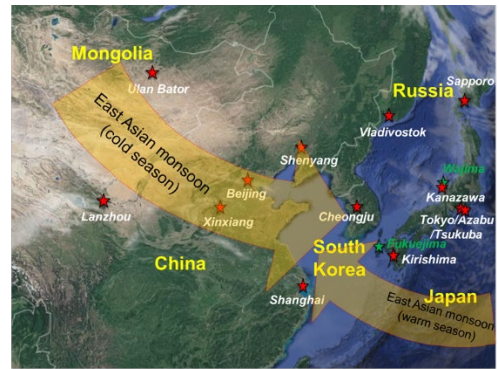 Mongolia
Ulan Bator
Russia
Sapporo
Vladivostok
East Asian monsoon
(cold season)
Shenyang
Wajima
Beijing
Kanazawa
Lanzhou
Xinxiang
Cheongju
Tokyo/Azabu
/Tsukuba
South
Korea
Fukuejima
Kirishima
China
Shanghai
Japan
East Asian monsoon
(warm season)